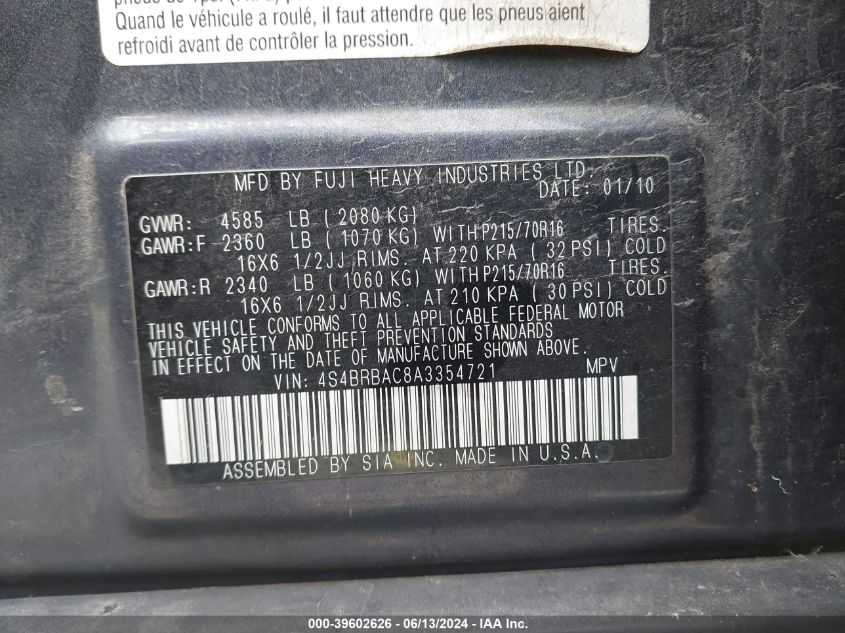 Quand le véhicule a roulé, il faut attendre que les pneus aient
refroidi avant de contrôler la pression.
MFD BY FUJI HEAVY INDUSTRIES LTD.
DATE: 01/10
GVWR: 4585 LB (2080 KG)
GAWR:F 2360 LB (1070 KG) WITH P215/70R16 TIRES.
16X6 1/2JJ RIMS. AT 220 KPA (32 PSI) COLD
GAWR:R 2340 LB (1060 KG) WITH P215/70R16 TIRES.
16X6 1/2JJ RIMS. AT 210 KPA (30 PSI) COLD
THIS VEHICLE CONFORMS TO ALL APPLICABLE FEDERAL MOTOR
VEHICLE SAFETY AND THEFT PREVENTION STANDARDS
IN EFFECT ON THE DATE OF MANUFACTURE SHOWN ABOVE.
VIN: 4S4BRBAC8A3354721 MPV
ASSEMBLED BY SIA INC. MADE IN U.S.A.
000-39602626 - 06/13/2024 - IAA Inc.